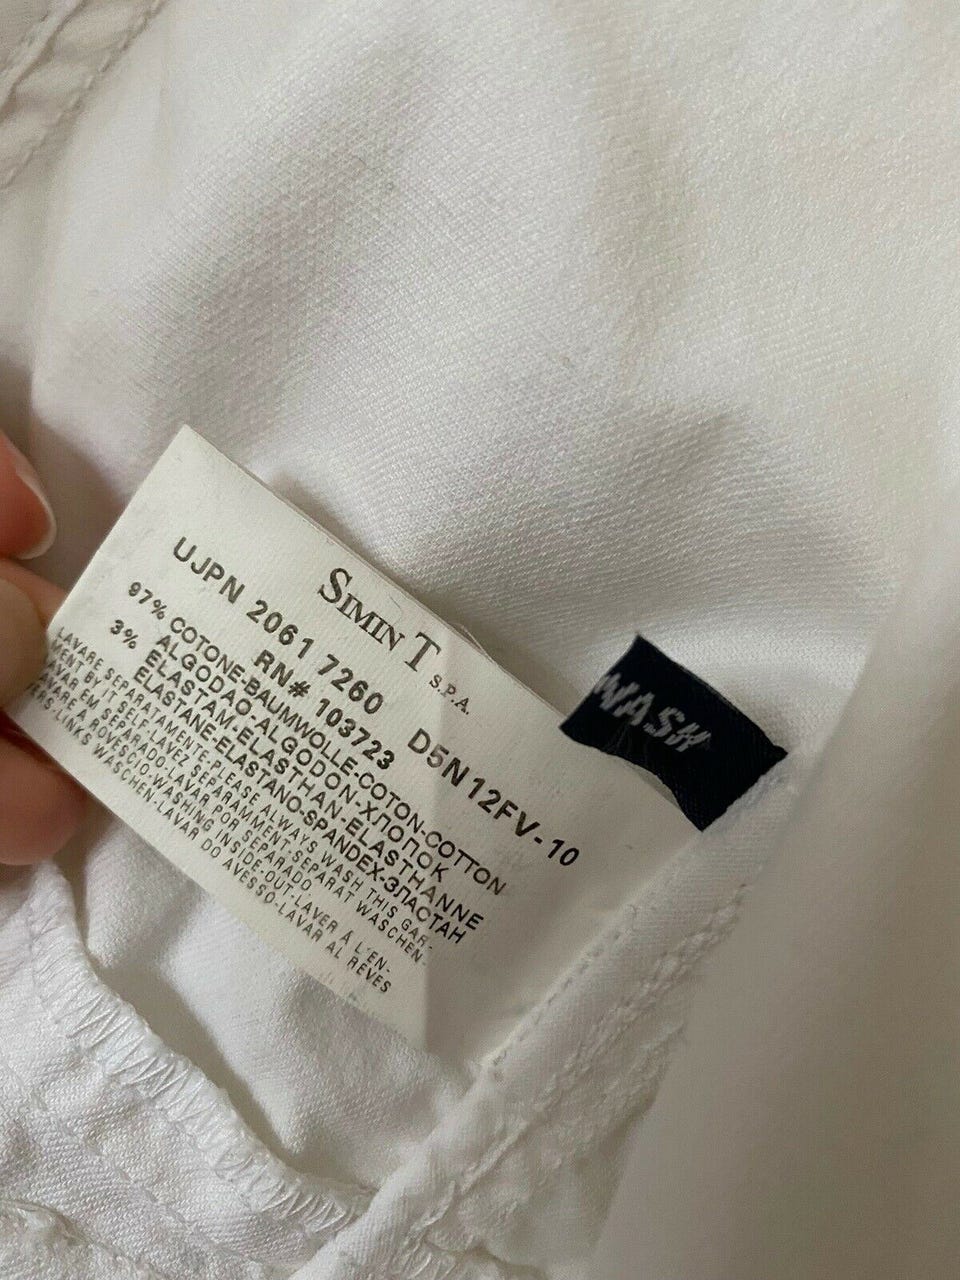 SIMIN T S.P.A.
UJPN 2061 7260 D5N12FV-10
RN# 103723
97% COTONE-BAUMWOLLE-COTON-COTTON
ALGODAO-ALGODON-ХЛОПОК
3% ELASTAM-ELASTHAN-ELASTHANNE
ELASTANE-ELASTANO-SPANDEX-ЭЛАСТАН
LAVARE SEPARATAMENTE-PLEASE ALWAYS WASH THIS GAR-
MENT BY IT SELF-LAVEZ SEPARAMMENT-SEPARAT WASCHEN-
LAVAR EM SEPARADO-LAVAR POR SEPARADO
LAVARE A ROVESCIO-WASHING INSIDE-OUT-LAVER À L'EN-
VERS-LINKS WASCHEN-LAVAR DO AVESSO-LAVAR AL REVES
WASH